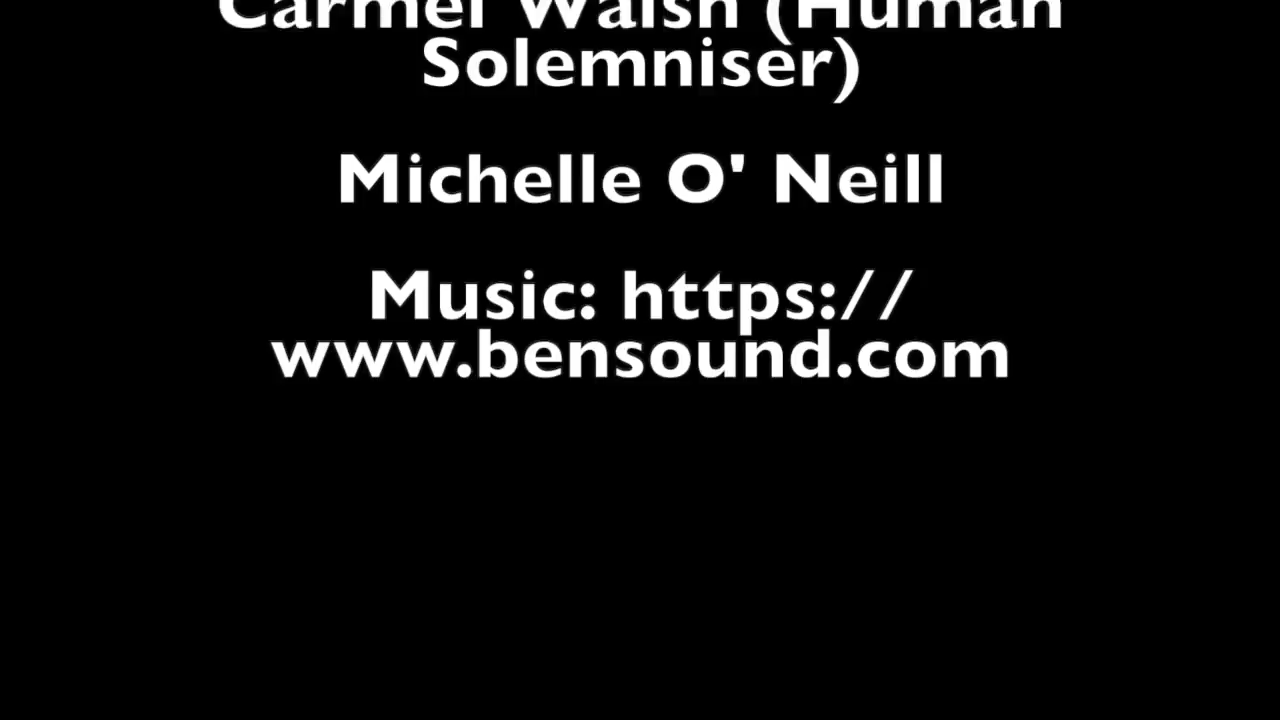 Carmel Walsh (Human
Solemniser)
Michelle O' Neill
Music: https://
www.bensound.com